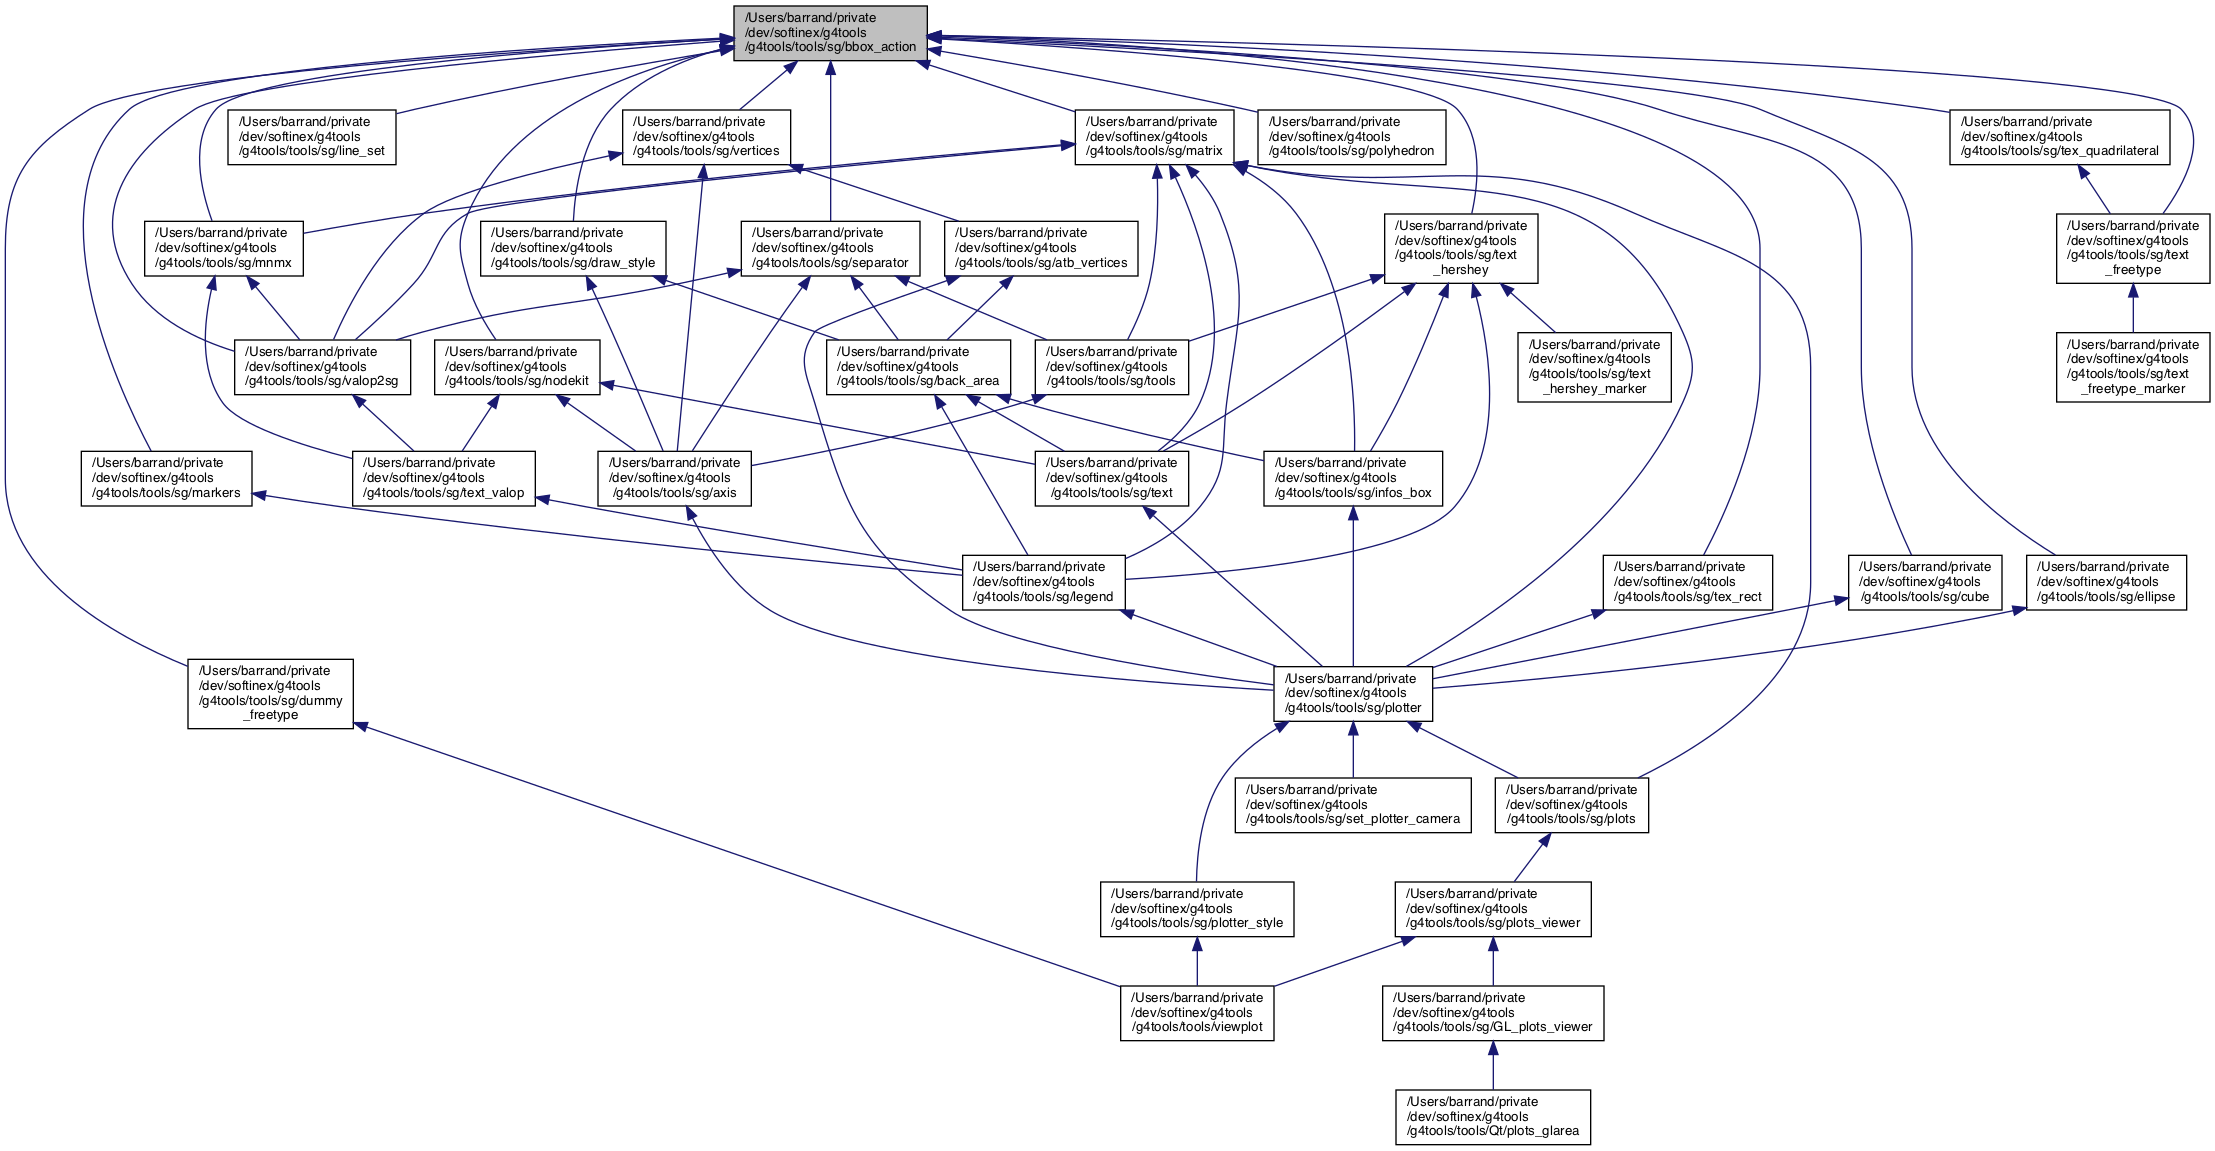 /Users/barrand/private
/dev/softinex/g4tools
/g4tools/tools/sg/bbox_action
/Users/barrand/private
/dev/softinex/g4tools
/g4tools/tools/sg/line_set
/Users/barrand/private
/dev/softinex/g4tools
/g4tools/tools/sg/vertices
/Users/barrand/private
/dev/softinex/g4tools
/g4tools/tools/sg/matrix
/Users/barrand/private
/dev/softinex/g4tools
/g4tools/tools/sg/polyhedron
/Users/barrand/private
/dev/softinex/g4tools
/g4tools/tools/sg/tex_quadrilateral
/Users/barrand/private
/dev/softinex/g4tools
/g4tools/tools/sg/mnmx
/Users/barrand/private
/dev/softinex/g4tools
/g4tools/tools/sg/draw_style
/Users/barrand/private
/dev/softinex/g4tools
/g4tools/tools/sg/separator
/Users/barrand/private
/dev/softinex/g4tools
/g4tools/tools/sg/atb_vertices
/Users/barrand/private
/dev/softinex/g4tools
/g4tools/tools/sg/text
_hershey
/Users/barrand/private
/dev/softinex/g4tools
/g4tools/tools/sg/text
_freetype
/Users/barrand/private
/dev/softinex/g4tools
/g4tools/tools/sg/valop2sg
/Users/barrand/private
/dev/softinex/g4tools
/g4tools/tools/sg/nodekit
/Users/barrand/private
/dev/softinex/g4tools
/g4tools/tools/sg/back_area
/Users/barrand/private
/dev/softinex/g4tools
/g4tools/tools/sg/tools
/Users/barrand/private
/dev/softinex/g4tools
/g4tools/tools/sg/text
_hershey_marker
/Users/barrand/private
/dev/softinex/g4tools
/g4tools/tools/sg/text
_freetype_marker
/Users/barrand/private
/dev/softinex/g4tools
/g4tools/tools/sg/markers
/Users/barrand/private
/dev/softinex/g4tools
/g4tools/tools/sg/text_valop
/Users/barrand/private
/dev/softinex/g4tools
/g4tools/tools/sg/axis
/Users/barrand/private
/dev/softinex/g4tools
/g4tools/tools/sg/text
/Users/barrand/private
/dev/softinex/g4tools
/g4tools/tools/sg/infos_box
/Users/barrand/private
/dev/softinex/g4tools
/g4tools/tools/sg/legend
/Users/barrand/private
/dev/softinex/g4tools
/g4tools/tools/sg/tex_rect
/Users/barrand/private
/dev/softinex/g4tools
/g4tools/tools/sg/cube
/Users/barrand/private
/dev/softinex/g4tools
/g4tools/tools/sg/ellipse
/Users/barrand/private
/dev/softinex/g4tools
/g4tools/tools/sg/dummy
_freetype
/Users/barrand/private
/dev/softinex/g4tools
/g4tools/tools/sg/plotter
/Users/barrand/private
/dev/softinex/g4tools
/g4tools/tools/sg/set_plotter_camera
/Users/barrand/private
/dev/softinex/g4tools
/g4tools/tools/sg/plots
/Users/barrand/private
/dev/softinex/g4tools
/g4tools/tools/sg/plotter_style
/Users/barrand/private
/dev/softinex/g4tools
/g4tools/tools/sg/plots_viewer
/Users/barrand/private
/dev/softinex/g4tools
/g4tools/tools/viewplot
/Users/barrand/private
/dev/softinex/g4tools
/g4tools/tools/sg/GL_plots_viewer
/Users/barrand/private
/dev/softinex/g4tools
/g4tools/tools/Qt/plots_glarea